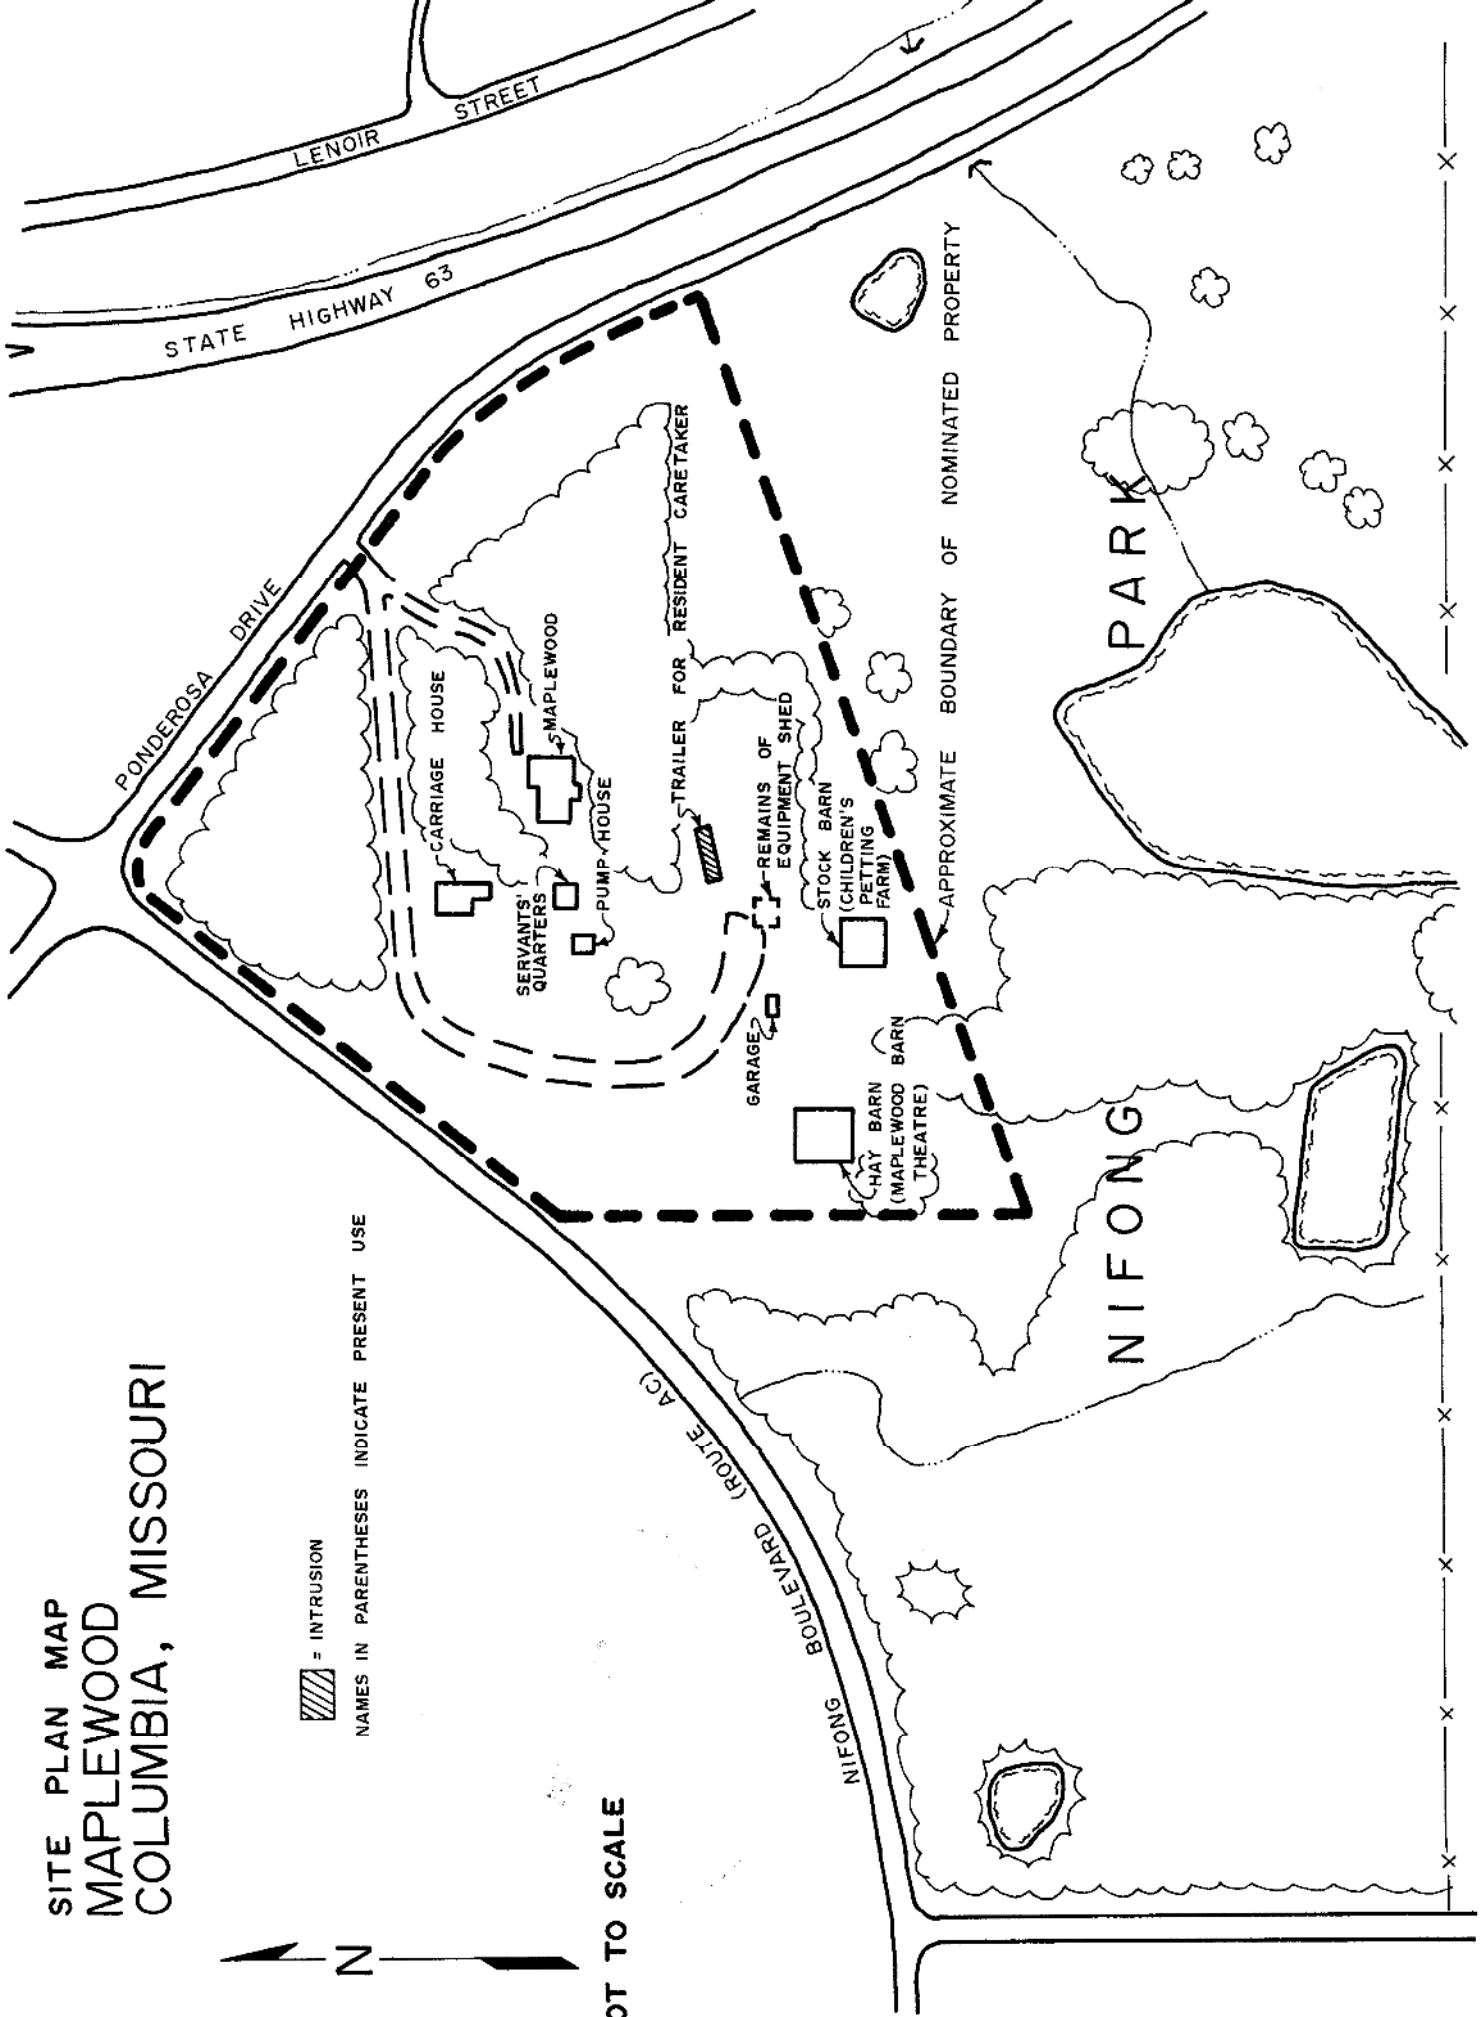 SITE PLAN MAP
MAPLEWOOD
COLUMBIA, MISSOURI
= INTRUSION
NAMES IN PARENTHESES INDICATE PRESENT USE
N
OT TO SCALE
LENOIR STREET
STATE HIGHWAY 63
PONDEROSA DRIVE
CARRIAGE HOUSE
MAPLEWOOD
SERVANTS'
QUARTERS
PUMP HOUSE
TRAILER FOR RESIDENT CARETAKER
REMAINS OF
EQUIPMENT SHED
STOCK BARN
(CHILDREN'S
PETTING
FARM)
GARAGE
HAY BARN
(MAPLEWOOD BARN
THEATRE)
APPROXIMATE BOUNDARY OF NOMINATED PROPERTY
NIFONG PARK
NIFONG BOULEVARD (ROUTE AC)